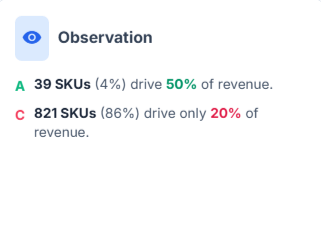 Observation
A 39 SKUs (4%) drive 50% of revenue.
C 821 SKUs (86%) drive only 20% of
revenue.